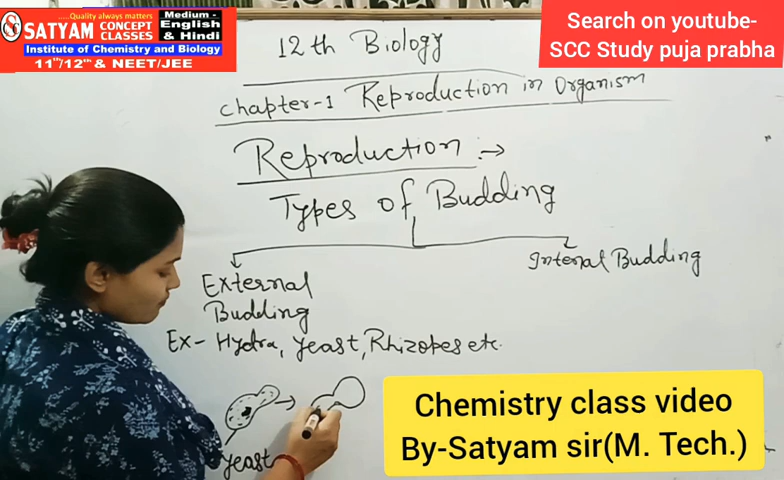 .....Quality always matters
SATYAM CONCEPT CLASSES
Medium - English & Hindi
Institute of Chemistry and Biology
11th/12th & NEET/JEE
Search on youtube-
SCC Study puja prabha
12th Biology
Chapter-1 Reproduction in Organism
Reproduction :→
Types of Budding
External
Budding
Internal Budding
Ex- Hydra, yeast, Rhizopes etc.
yeast
Chemistry class video
By-Satyam sir(M. Tech.)